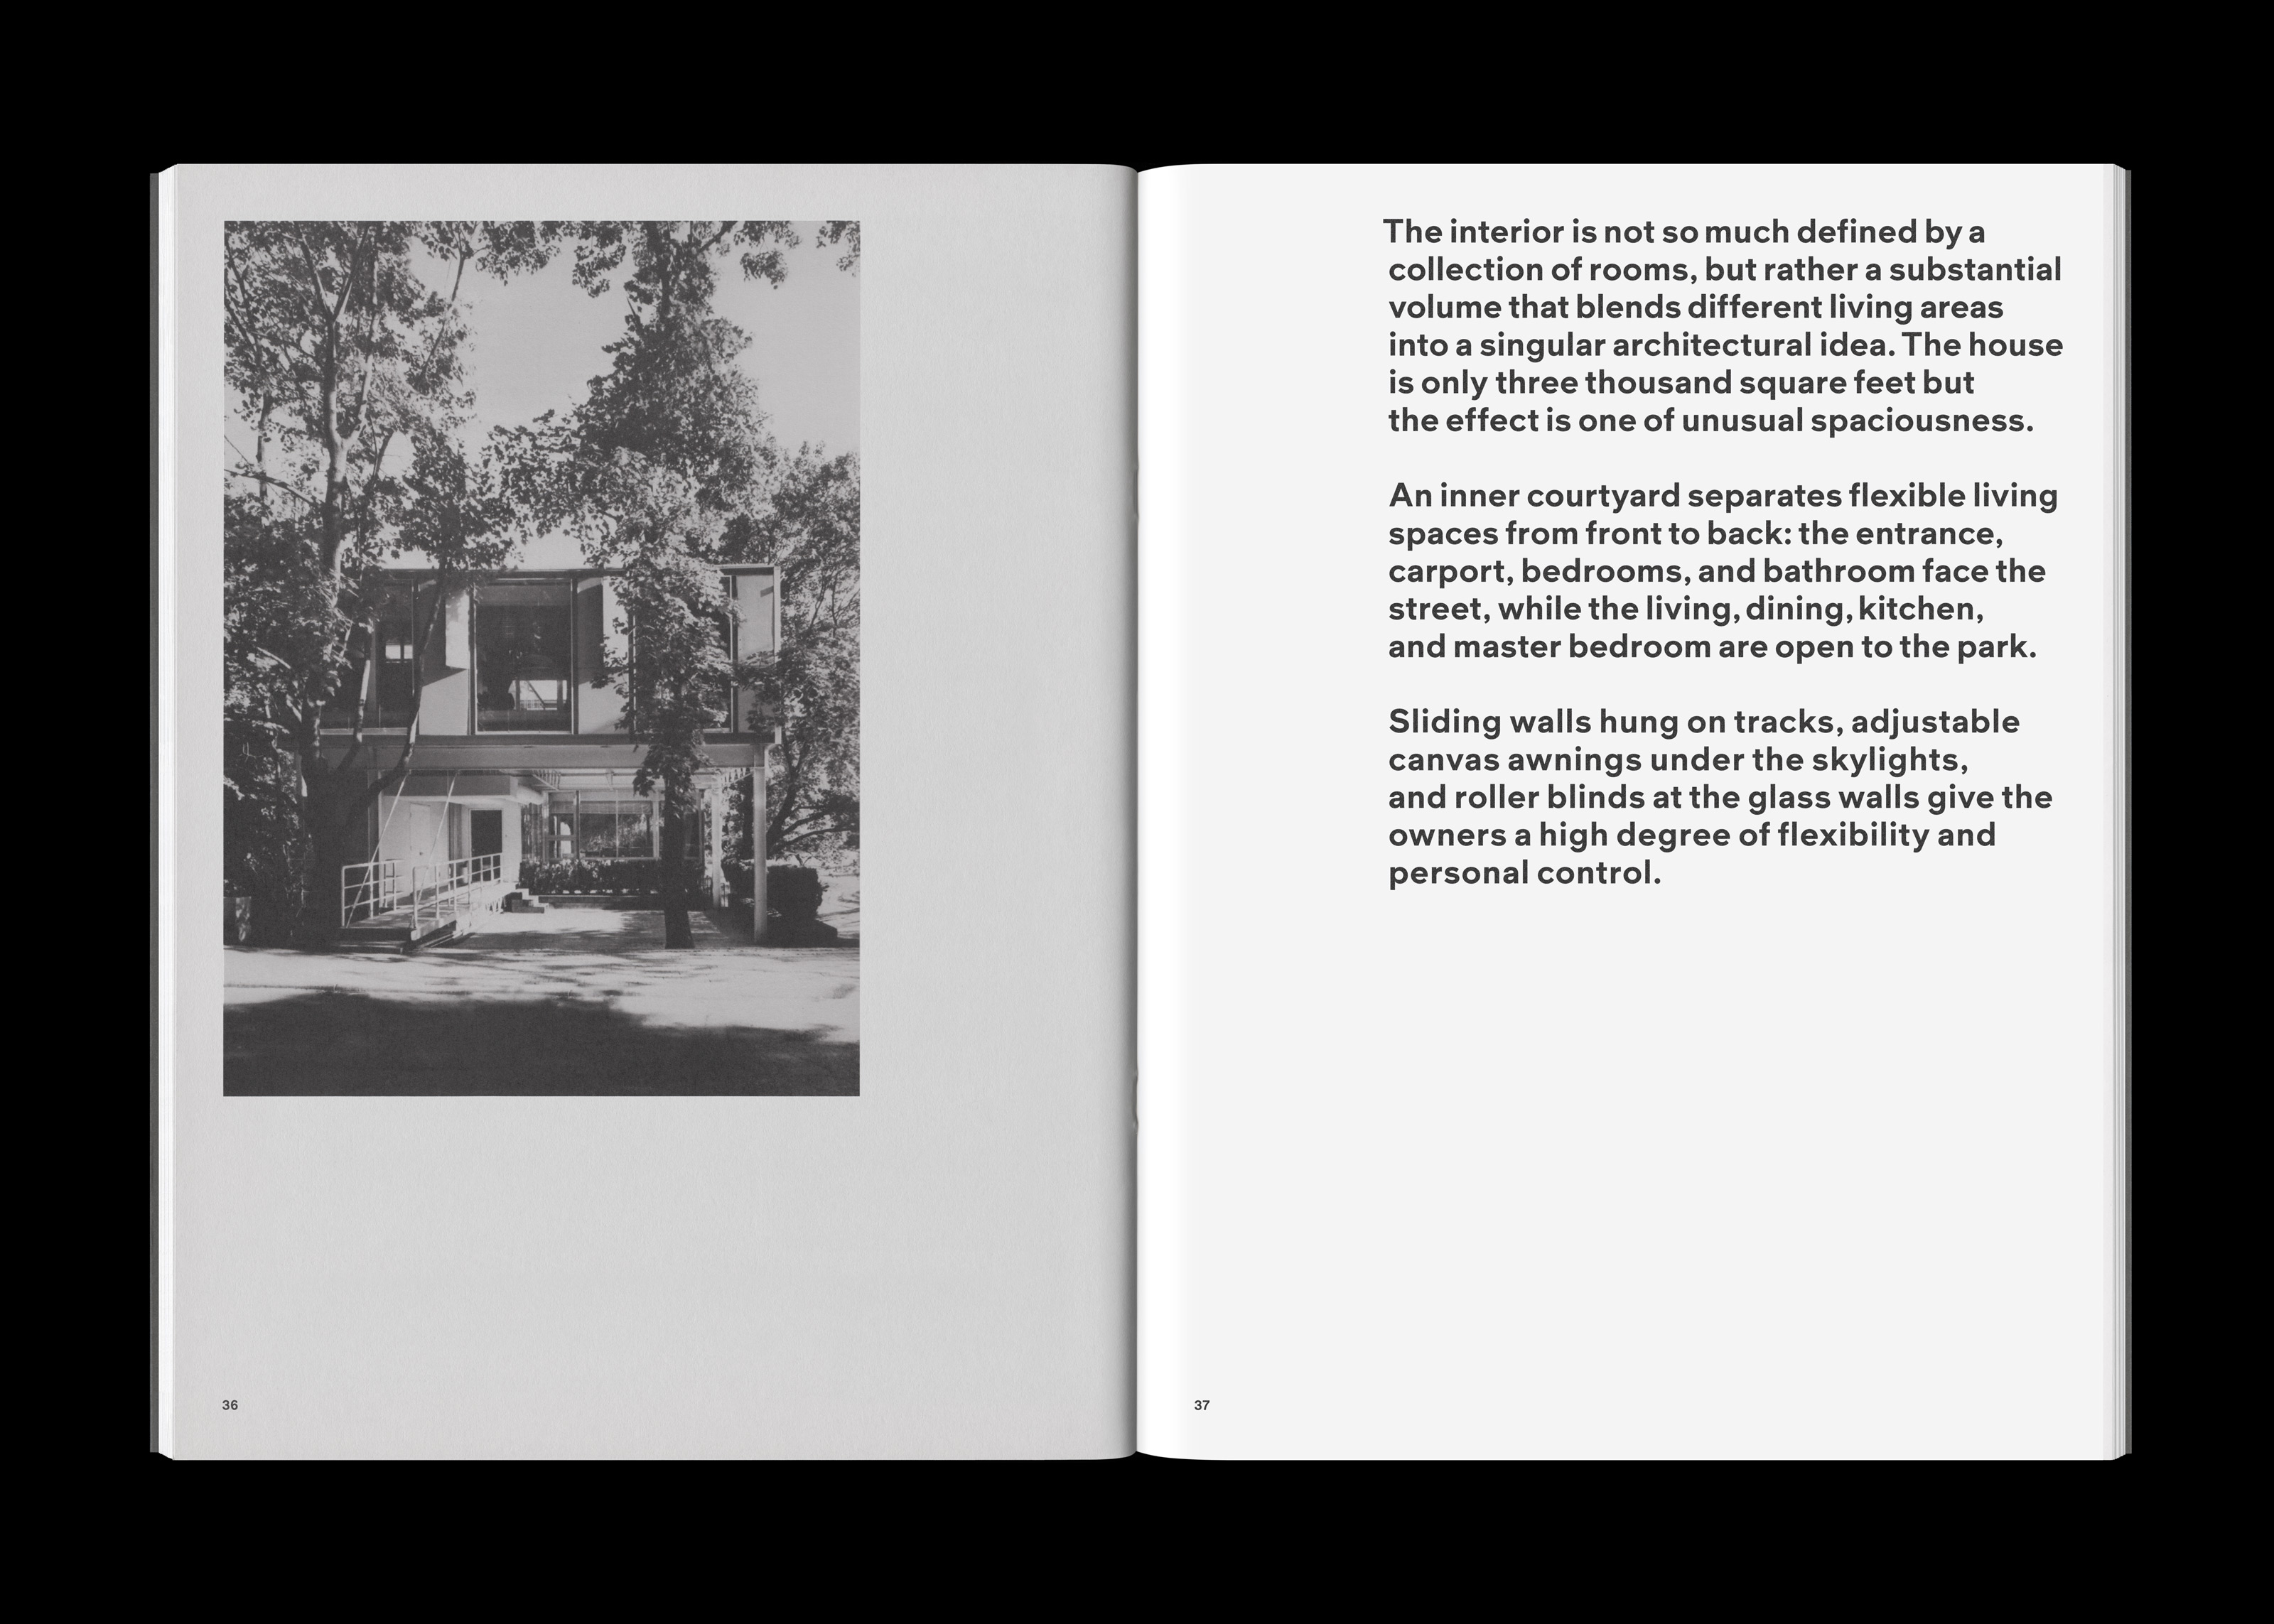 The interior is not so much defined by a
collection of rooms, but rather a substantial
volume that blends different living areas
into a singular architectural idea. The house
is only three thousand square feet but
the effect is one of unusual spaciousness.
An inner courtyard separates flexible living
spaces from front to back: the entrance,
carport, bedrooms, and bathroom face the
street, while the living, dining, kitchen,
and master bedroom are open to the park.
Sliding walls hung on tracks, adjustable
canvas awnings under the skylights,
and roller blinds at the glass walls give the
owners a high degree of flexibility and
personal control.
36
37